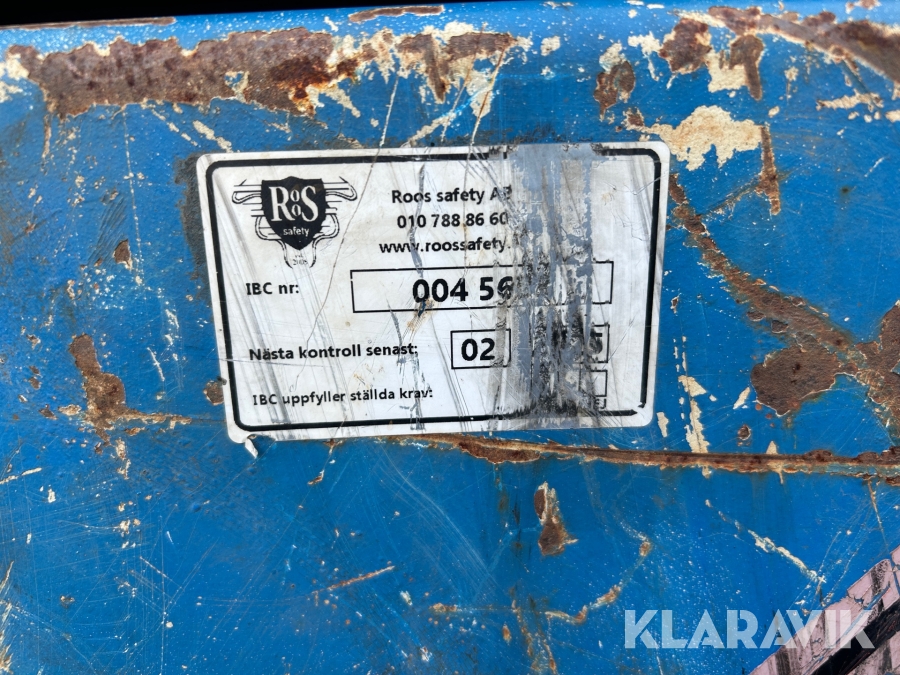 RooS
safety
Roos safety AB
010 788 86 60
www.roossafety.
IBC nr:
004 56
Nästa kontroll senast:
02
IBC uppfyller ställda krav:
KLARAVIK